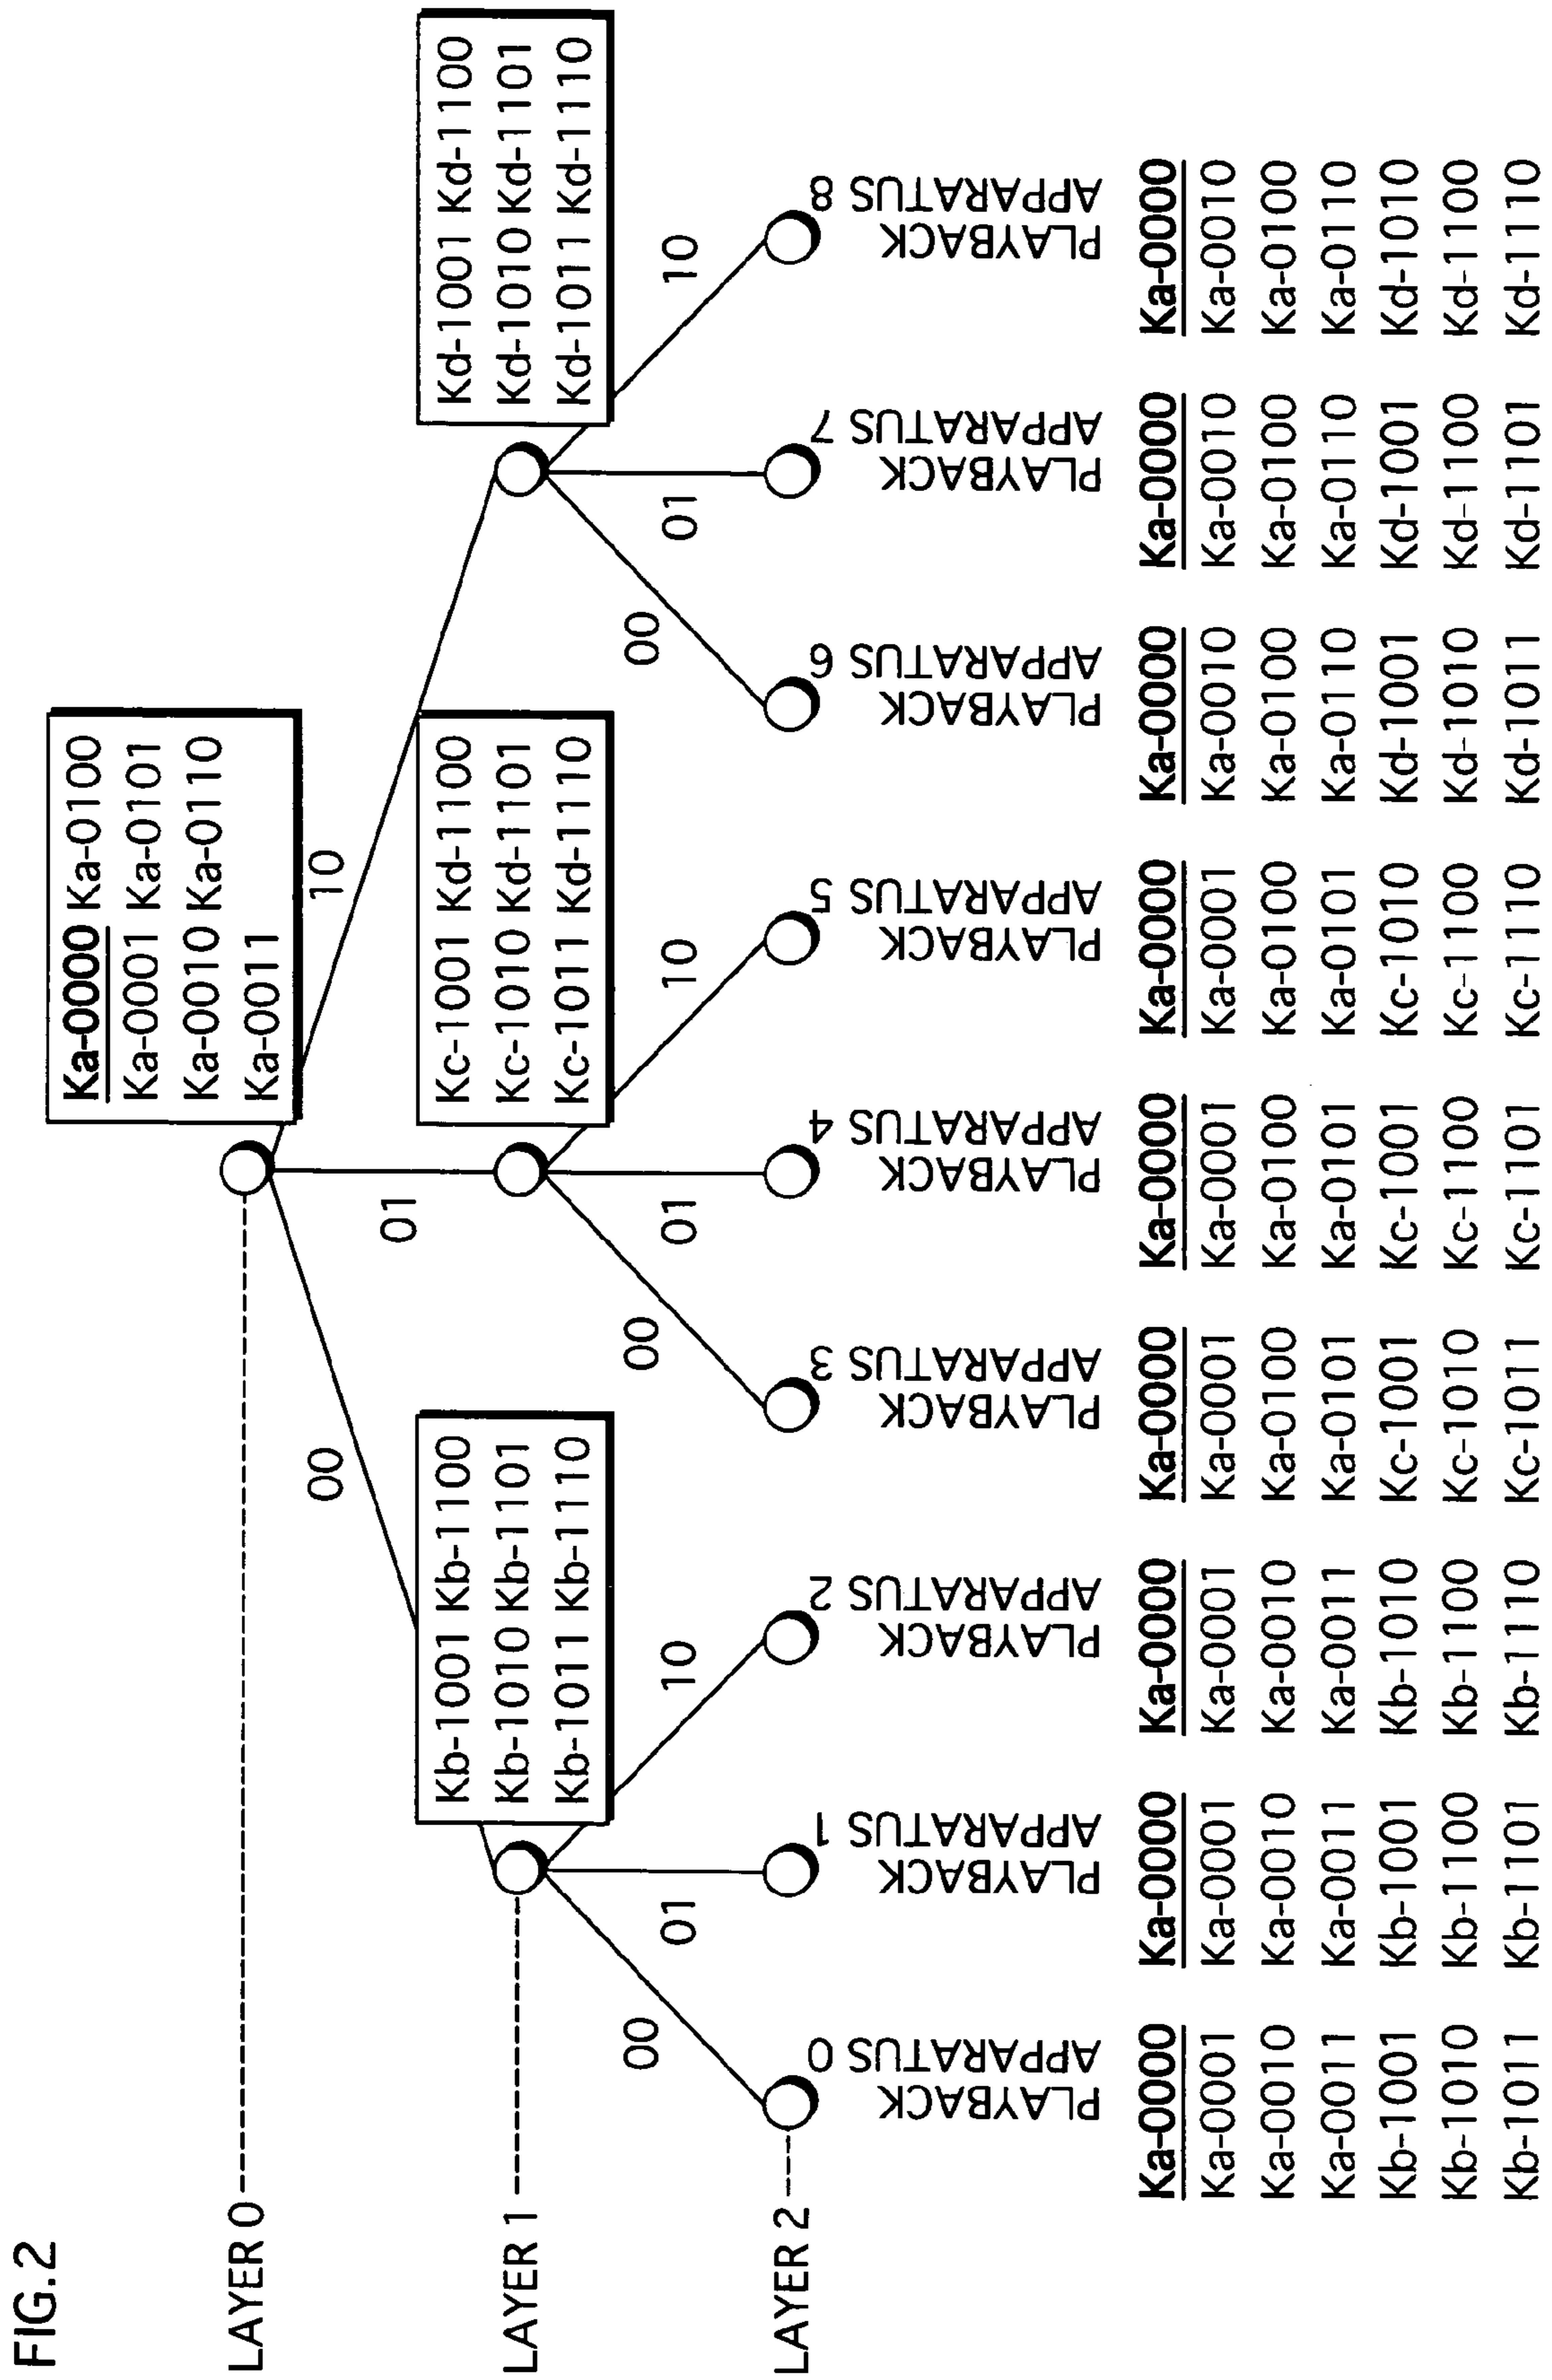 FIG.2
LAYER 0
Ka-0000 Ka-0100
Ka-0001 Ka-0101
Ka-0010 Ka-0110
Ka-0011
00
01
10
LAYER 1
Kb-1001 Kb-1100
Kb-1010 Kb-1101
Kb-1011 Kb-1110
Kc-1001 Kd-1100
Kc-1010 Kd-1101
Kc-1011 Kd-1110
Kd-1001 Kd-1100
Kd-1010 Kd-1101
Kd-1011 Kd-1110
00
01
10
00
01
10
00
01
10
LAYER 2
PLAYBACK
APPARATUS 0
Ka-0000
Ka-0001
Ka-0010
Ka-0011
Kb-1001
Kb-1010
Kb-1011
PLAYBACK
APPARATUS 1
Ka-0000
Ka-0001
Ka-0010
Ka-0011
Kb-1001
Kb-1100
Kb-1101
PLAYBACK
APPARATUS 2
Ka-0000
Ka-0001
Ka-0010
Ka-0011
Kb-1010
Kb-1100
Kb-1110
PLAYBACK
APPARATUS 3
Ka-0000
Ka-0001
Ka-0100
Ka-0101
Kc-1001
Kc-1010
Kc-1011
PLAYBACK
APPARATUS 4
Ka-0000
Ka-0001
Ka-0100
Ka-0101
Kc-1001
Kc-1100
Kc-1101
PLAYBACK
APPARATUS 5
Ka-0000
Ka-0001
Ka-0100
Ka-0101
Kc-1010
Kc-1100
Kc-1110
PLAYBACK
APPARATUS 6
Ka-0000
Ka-0010
Ka-0100
Ka-0110
Kd-1001
Kd-1010
Kd-1011
PLAYBACK
APPARATUS 7
Ka-0000
Ka-0010
Ka-0100
Ka-0110
Kd-1001
Kd-1100
Kd-1101
PLAYBACK
APPARATUS 8
Ka-0000
Ka-0010
Ka-0100
Ka-0110
Kd-1010
Kd-1100
Kd-1110